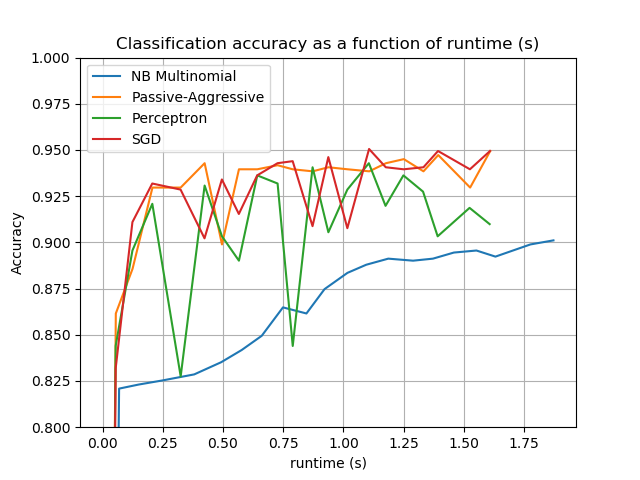 Classification accuracy as a function of runtime (s)
NB Multinomial
Passive-Aggressive
Perceptron
SGD
Accuracy
1.000
0.975
0.950
0.925
0.900
0.875
0.850
0.825
0.800
0.00 0.25 0.50 0.75 1.00 1.25 1.50 1.75
runtime (s)